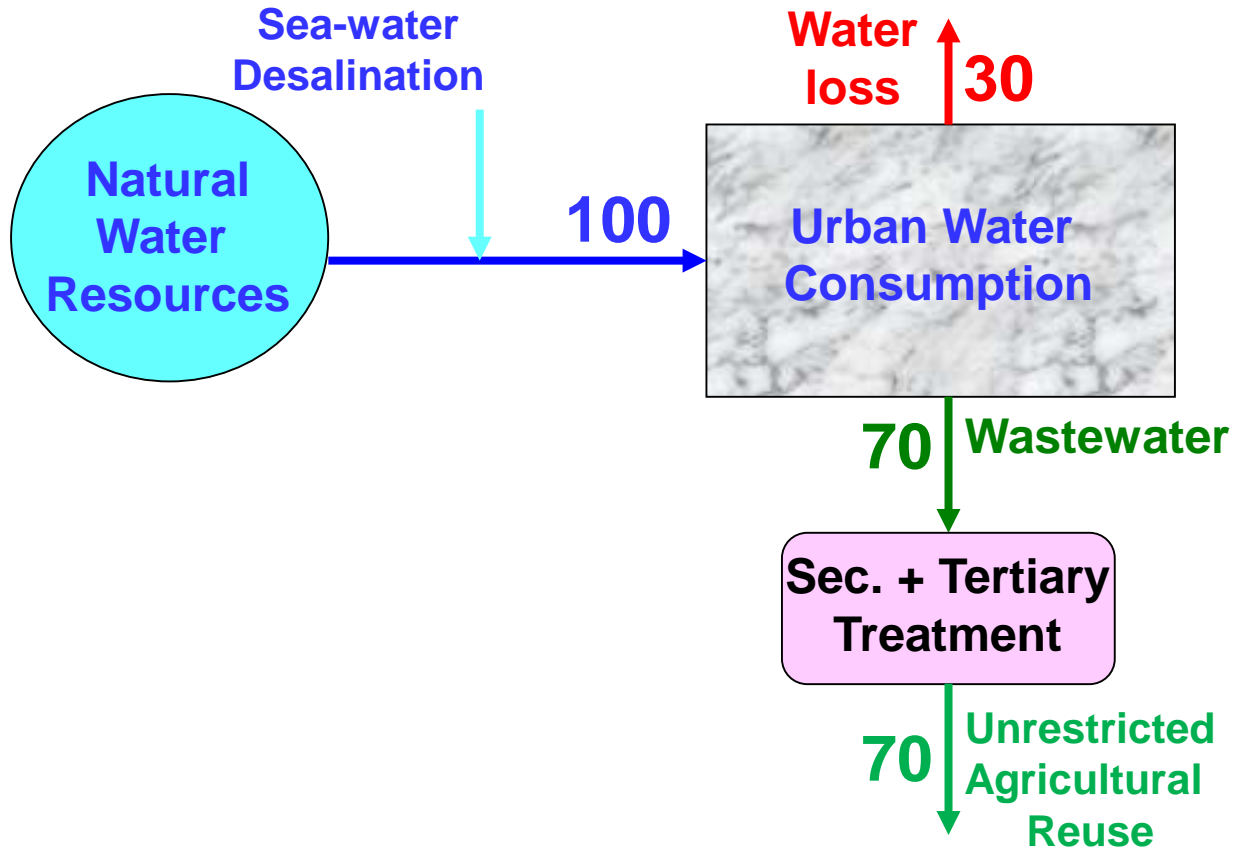 Sea-water
Desalination
Water
loss
30
Natural
Water
Resources
100
Urban Water
Consumption
70
Wastewater
Sec. + Tertiary
Treatment
70
Unrestricted
Agricultural
Reuse